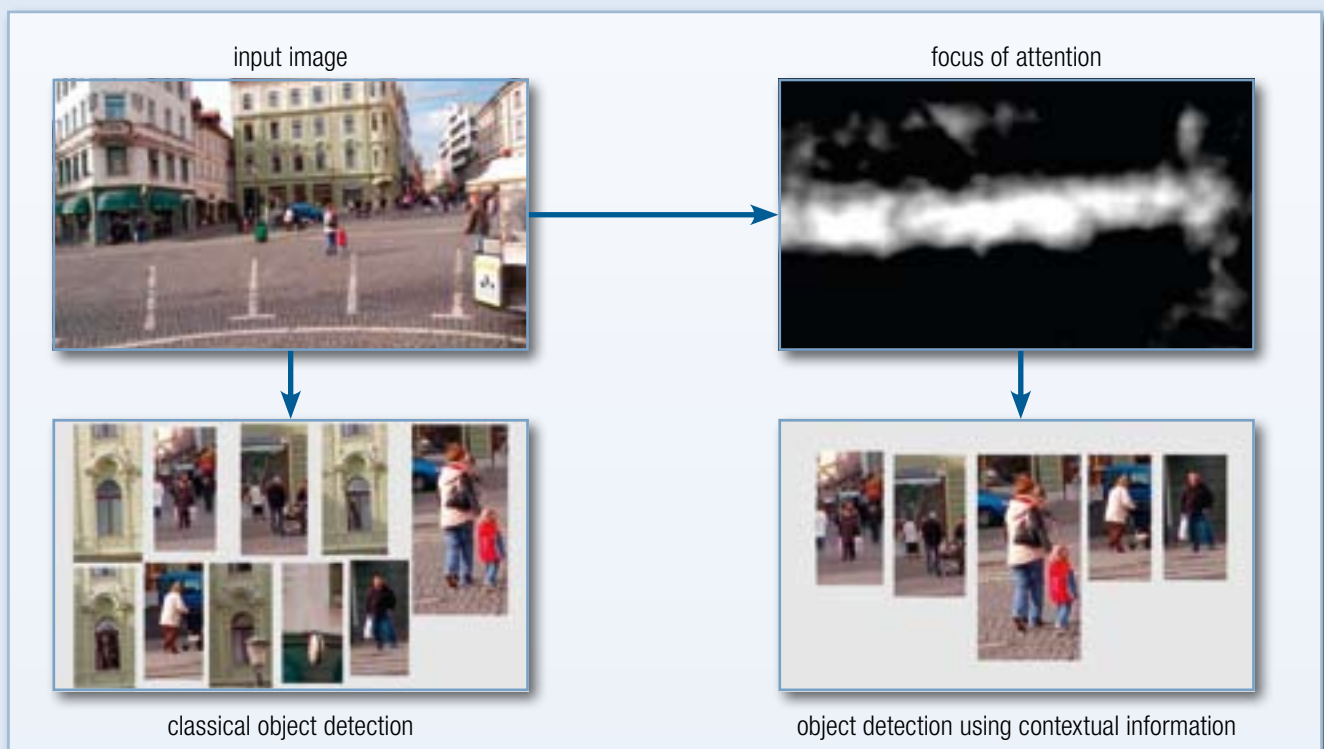 input image
focus of attention
classical object detection
object detection using contextual information